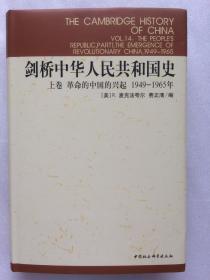 THE CAMBRIDGE HISTORY
OF CHINA
VOL. 14. THE PEOPLE'S
REPUBLIC, PART I, THE EMERGENCE OF
REVOLUTIONARY CHINA, 1949-1965
剑桥中华人民共和国史
上卷 革命的中国的兴起 1949-1965年
[美]R. 麦克法夸尔 费正清/编
中国社会科学出版社